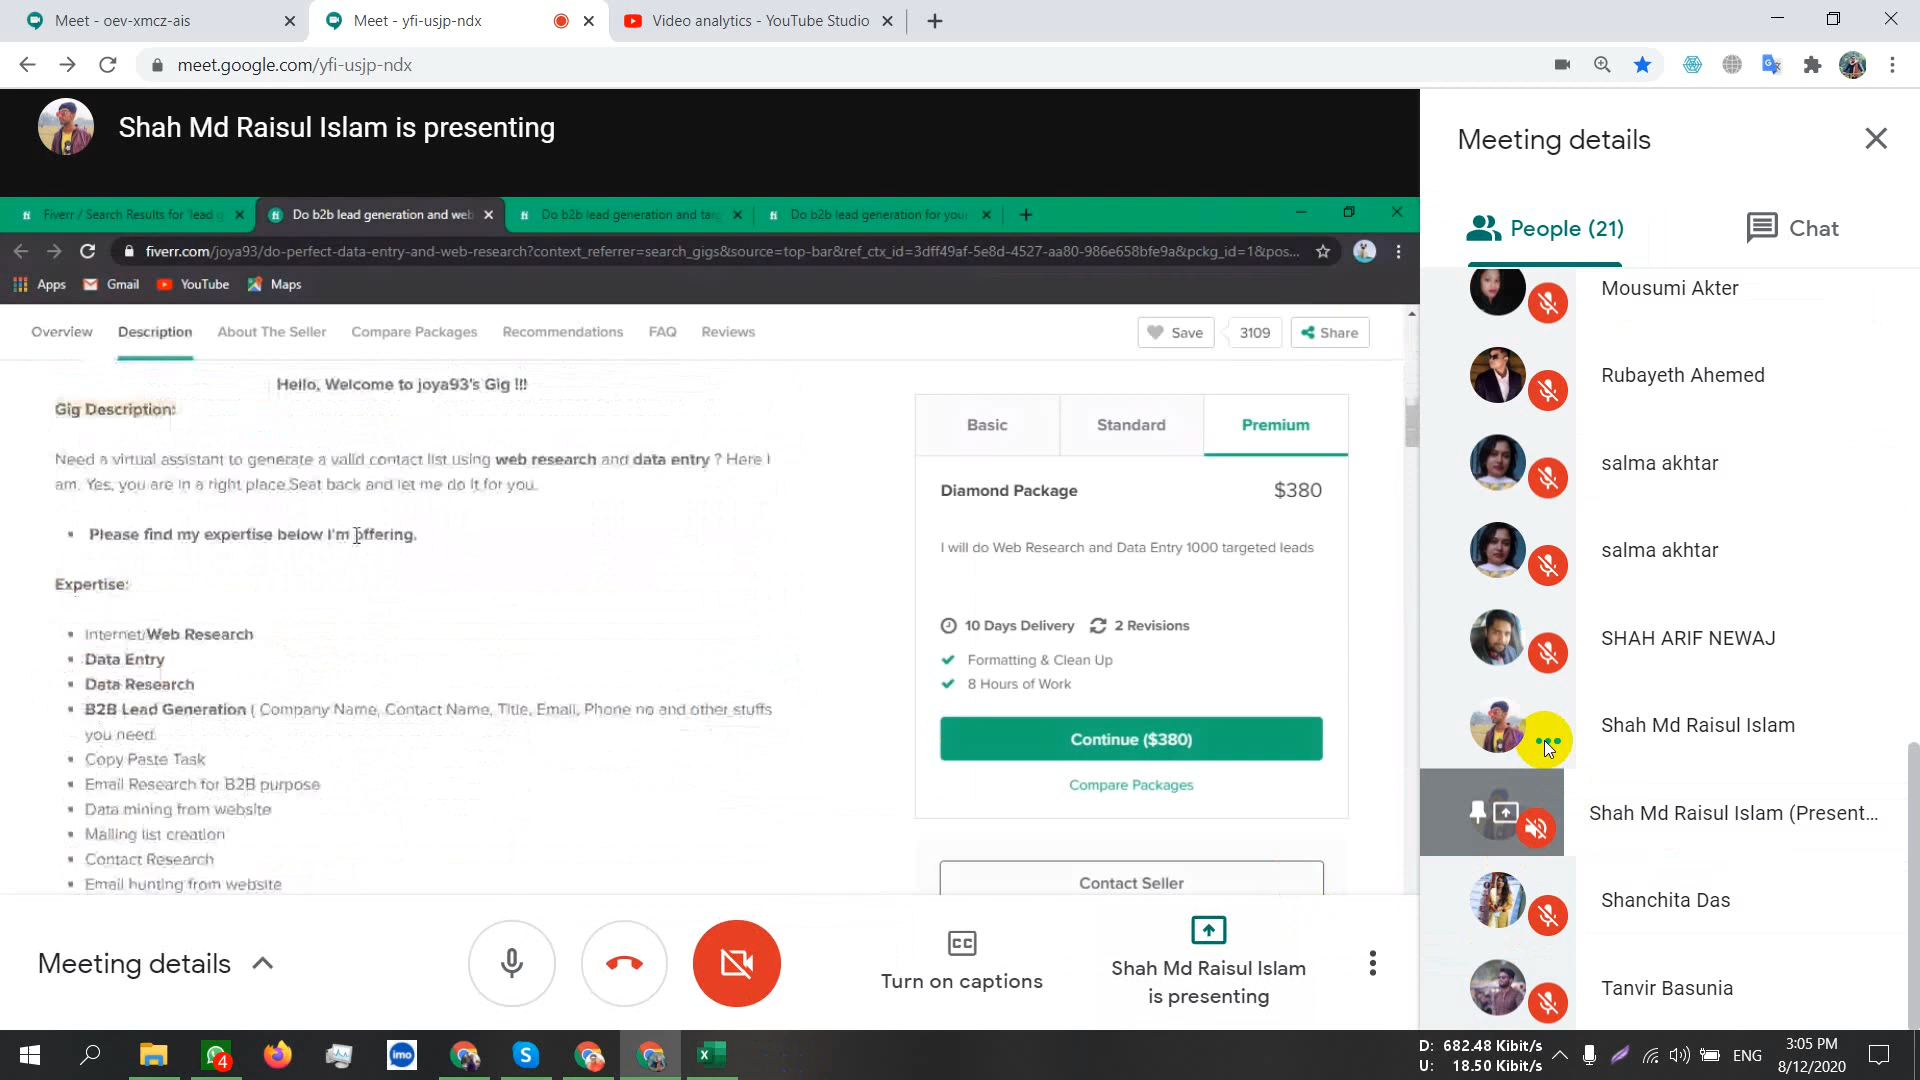 Meet - oev-xmcz-ais
Meet - yfi-usjp-ndx
Video analytics - YouTube Studio
meet.google.com/yfi-usjp-ndx
Shah Md Raisul Islam is presenting
Fiverr / Search Results for 'lead g
Do b2b lead generation and web
Do b2b lead generation and targ
Do b2b lead generation for your
fiverr.com/joya93/do-perfect-data-entry-and-web-research?context_referrer=search_gigs&source=top-bar&ref_ctx_id=3dff49af-5e8d-4527-aa80-986e658bfe9a&pckg_id=1&pos...
Apps
Gmail
YouTube
Maps
Overview
Description
About The Seller
Compare Packages
Recommendations
FAQ
Reviews
Save
3109
Share
Hello, Welcome to joya93's Gig !!!
Gig Description:
Need a virtual assistant to generate a valid contact list using web research and data entry ? Here I
am. Yes, you are in a right place.Seat back and let me do it for you.
Please find my expertise below I'm offering.
Expertise:
Internet/Web Research
Data Entry
Data Research
B2B Lead Generation ( Company Name, Contact Name, Title, Email, Phone no and other stuffs
you need.
Copy Paste Task
Email Research for B2B purpose
Data mining from website
Mailing list creation
Contact Research
Email hunting from website
Basic
Standard
Premium
Diamond Package
$380
I will do Web Research and Data Entry 1000 targeted leads
10 Days Delivery
2 Revisions
Formatting & Clean Up
8 Hours of Work
Continue ($380)
Compare Packages
Contact Seller
Meeting details
People (21)
Chat
Mousumi Akter
Rubayeth Ahemed
salma akhtar
salma akhtar
SHAH ARIF NEWAJ
Shah Md Raisul Islam
Shah Md Raisul Islam (Present...
Shanchita Das
Tanvir Basunia
Meeting details
CC
Turn on captions
Shah Md Raisul Islam
is presenting
4
imo
D: 682.48 Kibit/s
U: 18.50 Kibit/s
ENG
3:05 PM
8/12/2020